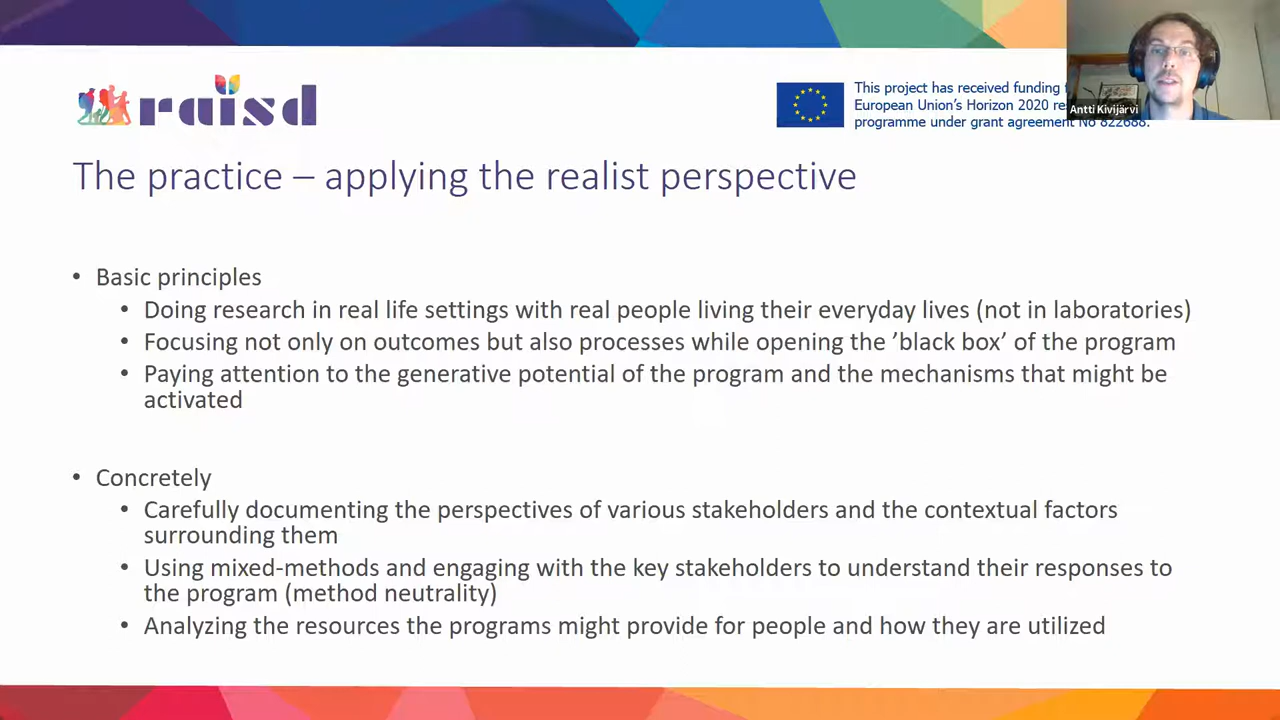 raisd
This project has received funding
European Union's Horizon 2020
programme under grant agreement No 822688.
Antti Kivijärvi
The practice – applying the realist perspective
• Basic principles
• Doing research in real life settings with real people living their everyday lives (not in laboratories)
• Focusing not only on outcomes but also processes while opening the ’black box’ of the program
• Paying attention to the generative potential of the program and the mechanisms that might be
activated
• Concretely
• Carefully documenting the perspectives of various stakeholders and the contextual factors
surrounding them
• Using mixed-methods and engaging with the key stakeholders to understand their responses to
the program (method neutrality)
• Analyzing the resources the programs might provide for people and how they are utilized